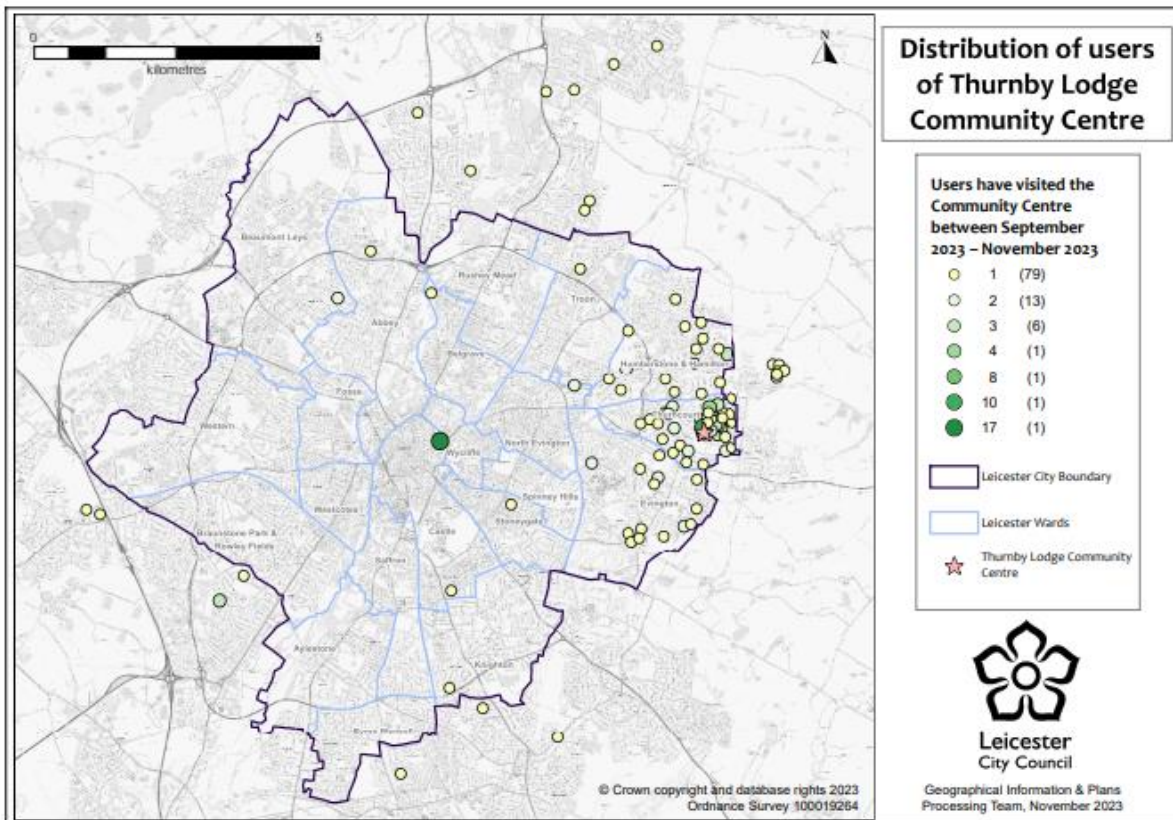 0
5
kilometres
N
Beaumont Leys
Rushey Mead
Troon
Abbey
Belgrave
Humberstone & Hamilton
Fosse
Western
North Evington
Wycliffe
Spinney Hills
Evington
Westcotes
Stoneygate
Castle
Braunstone Park &
Rowley Fields
Saffron
Aylestone
Knighton
© Crown copyright and database rights 2023
Ordnance Survey 100019264
Distribution of users
of Thurnby Lodge
Community Centre
Users have visited the
Community Centre
between September
2023 – November 2023
1 (79)
2 (13)
3 (6)
4 (1)
8 (1)
10 (1)
17 (1)
Leicester City Boundary
Leicester Wards
Thurnby Lodge Community
Centre
Leicester
City Council
Geographical Information & Plans
Processing Team, November 2023